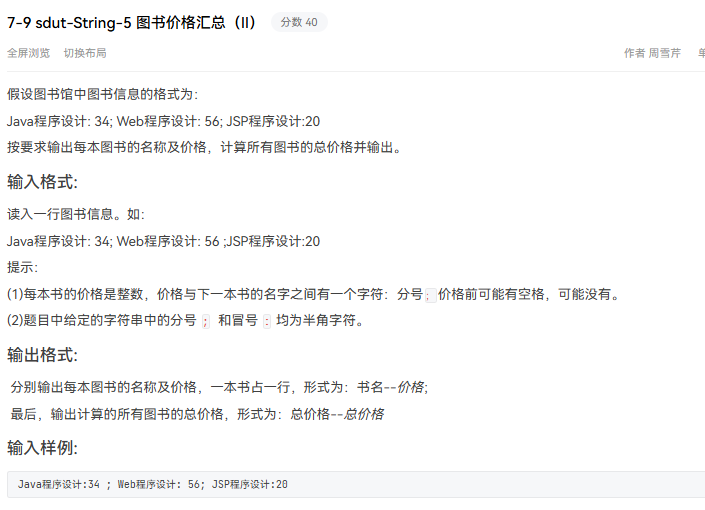 7-9 sdut-String-5 图书价格汇总（II） 分数 40
全屏浏览 切换布局 作者 周雪芹
假设图书馆中图书信息的格式为：
Java程序设计: 34; Web程序设计: 56; JSP程序设计:20
按要求输出每本图书的名称及价格，计算所有图书的总价格并输出。
输入格式:
读入一行图书信息。如：
Java程序设计: 34; Web程序设计: 56 ;JSP程序设计:20
提示：
(1)每本书的价格是整数，价格与下一本书的名字之间有一个字符：分号; 价格前可能有空格，可能没有。
(2)题目中给定的字符串中的分号 ; 和冒号 : 均为半角字符。
输出格式:
分别输出每本图书的名称及价格，一本书占一行，形式为：书名--价格;
最后，输出计算的所有图书的总价格，形式为：总价格--总价格
输入样例:
Java程序设计:34 ; Web程序设计: 56; JSP程序设计:20